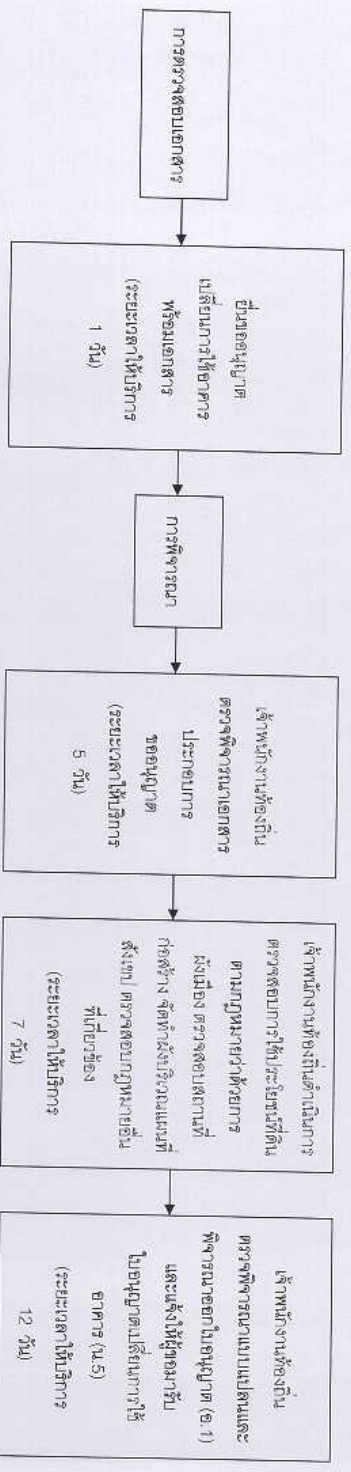 การตรวจสอบเอกสาร
ยื่นขออนุญาต
เปลี่ยนการใช้อาคาร
พร้อมเอกสาร
(ระยะเวลาให้บริการ
1 วัน)
การพิจารณา
เจ้าพนักงานท้องถิ่น
ตรวจพิจารณาเอกสาร
ประกอบการ
ขออนุญาต
(ระยะเวลาให้บริการ
5 วัน)
เจ้าพนักงานท้องถิ่นดำเนินการ
ตรวจสอบการใช้ประโยชน์ที่ดิน
ตามกฎหมายว่าด้วยการ
ผังเมือง ตรวจสอบสถานที่
ก่อสร้าง จัดทำผังบริเวณแผนที่
สังเขป ตรวจสอบกฎหมายอื่น
ที่เกี่ยวข้อง
(ระยะเวลาให้บริการ
7 วัน)
เจ้าพนักงานท้องถิ่น
ตรวจพิจารณาแบบแปลนและ
พิจารณาออกใบอนุญาต (อ.1)
และแจ้งให้ผู้ขอมารับ
ใบอนุญาตเปลี่ยนการใช้
อาคาร (น.5)
(ระยะเวลาให้บริการ
12 วัน)